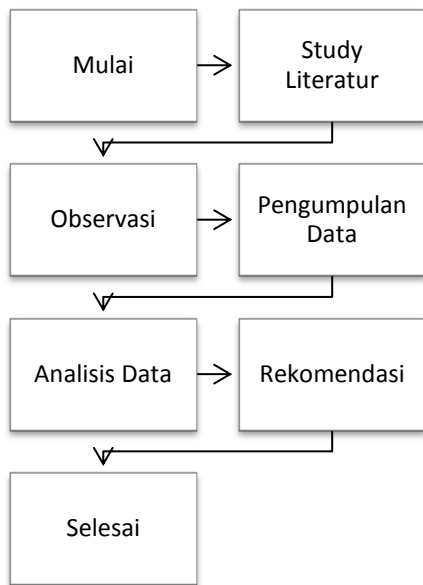 Mulai
Study
Literatur
Observasi
Pengumpulan
Data
Analisis Data
Rekomendasi
Selesai